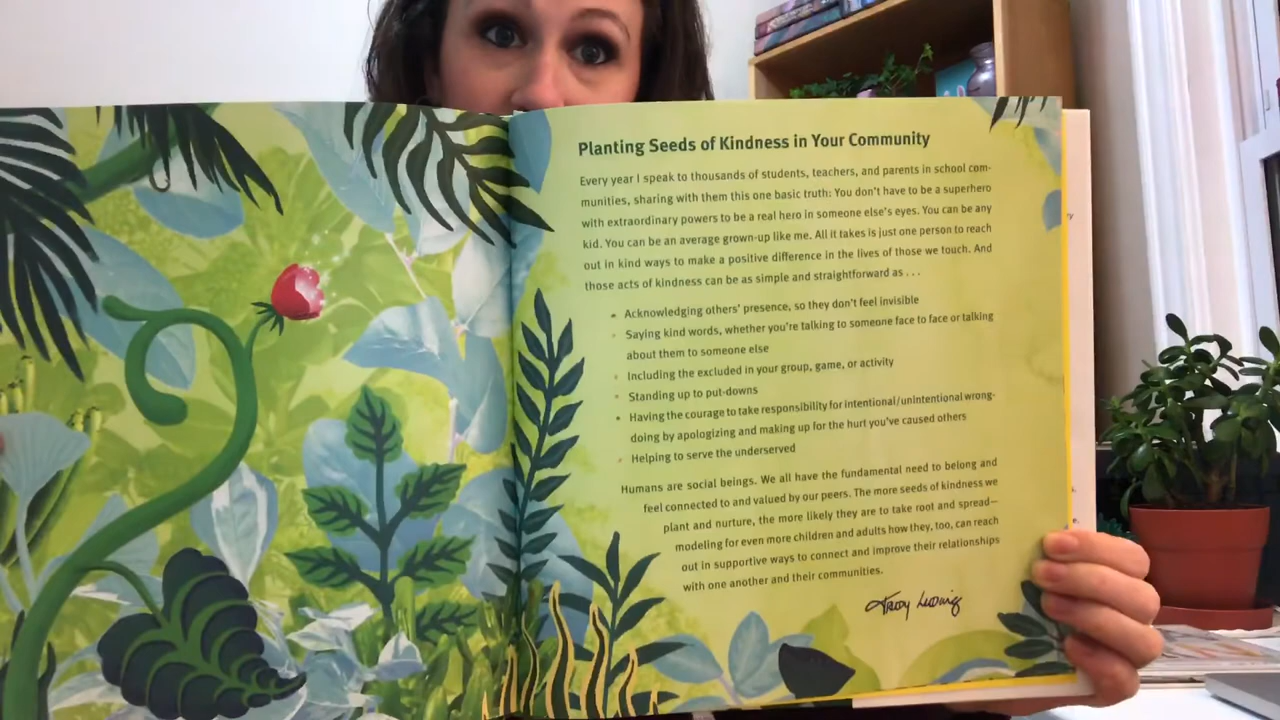 Planting Seeds of Kindness in Your Community
Every year I speak to thousands of students, teachers, and parents in school com-
munities, sharing with them this one basic truth: You don't have to be a superhero
with extraordinary powers to be a real hero in someone else's eyes. You can be any
kid. You can be an average grown-up like me. All it takes is just one person to reach
out in kind ways to make a positive difference in the lives of those we touch. And
those acts of kindness can be as simple and straightforward as . . .
• Acknowledging others' presence, so they don't feel invisible
• Saying kind words, whether you're talking to someone face to face or talking
about them to someone else
• Including the excluded in your group, game, or activity
• Standing up to put-downs
• Having the courage to take responsibility for intentional/unintentional wrong-
doing by apologizing and making up for the hurt you've caused others
• Helping to serve the underserved
Humans are social beings. We all have the fundamental need to belong and
feel connected to and valued by our peers. The more seeds of kindness we
plant and nurture, the more likely they are to take root and spread—
modeling for even more children and adults how they, too, can reach
out in supportive ways to connect and improve their relationships
with one another and their communities.
Trudy Ludwig